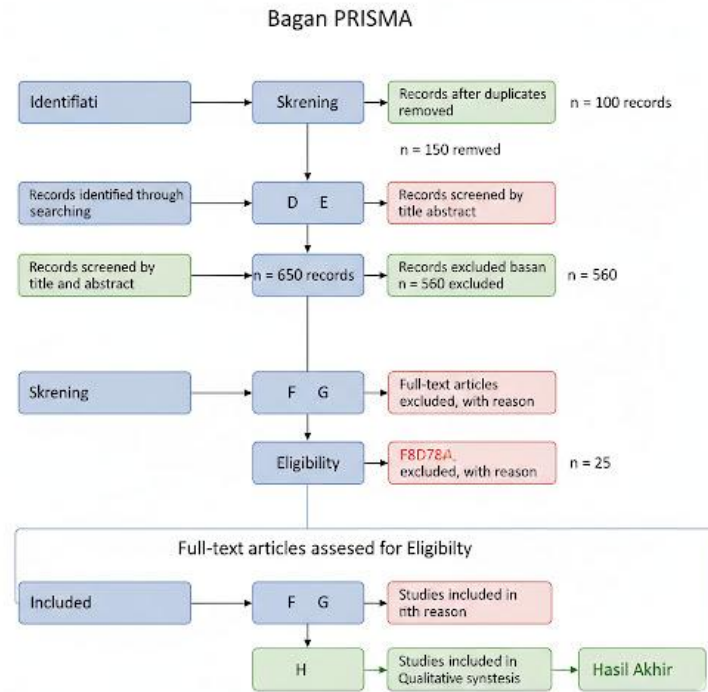 Bagan PRISMA
Identifiati
Skrening
Records after duplicates
removed
n = 100 records
n = 150 remved
Records identified through
searching
D E
Records screened by
title abstract
Records screened by
title and abstract
n = 650 records
Records excluded basan
n = 560 excluded
n = 560
Skrening
F G
Full-text articles
excluded, with reason
Eligibility
F8D78A,
excluded, with reason
n = 25
Full-text articles assesed for Eligibilty
Included
F G
Studies included in
nth reason
H
Studies included in
Qualitative synstesis
Hasil Akhir